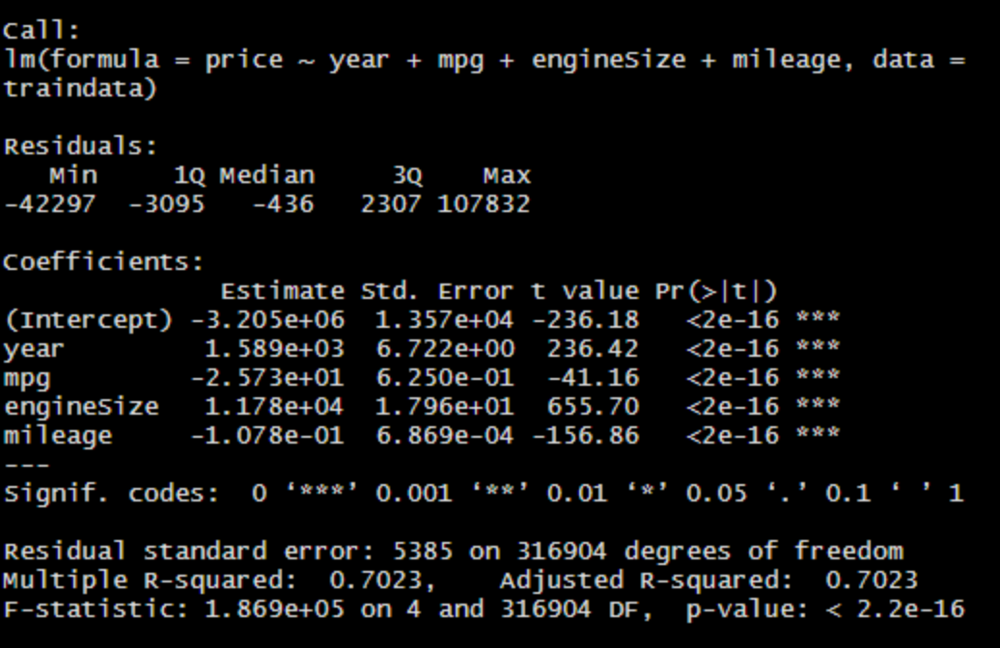 Call:
lm(formula = price ~ year + mpg + engineSize + mileage, data =
traindata)
Residuals:
   Min     1Q Median     3Q    Max
-42297  -3095   -436   2307 107832
Coefficients:
              Estimate Std. Error t value Pr(>|t|)
(Intercept) -3.205e+06  1.357e+04 -236.18   <2e-16 ***
year         1.589e+03  6.722e+00  236.42   <2e-16 ***
mpg         -2.573e+01  6.250e-01  -41.16   <2e-16 ***
engineSize   1.178e+04  1.796e+01  655.70   <2e-16 ***
mileage     -1.078e-01  6.869e-04 -156.86   <2e-16 ***
---
Signif. codes:  0 ‘***’ 0.001 ‘**’ 0.01 ‘*’ 0.05 ‘.’ 0.1 ‘ ’ 1
Residual standard error: 5385 on 316904 degrees of freedom
Multiple R-squared:  0.7023,    Adjusted R-squared:  0.7023
F-statistic: 1.869e+05 on 4 and 316904 DF,  p-value: < 2.2e-16